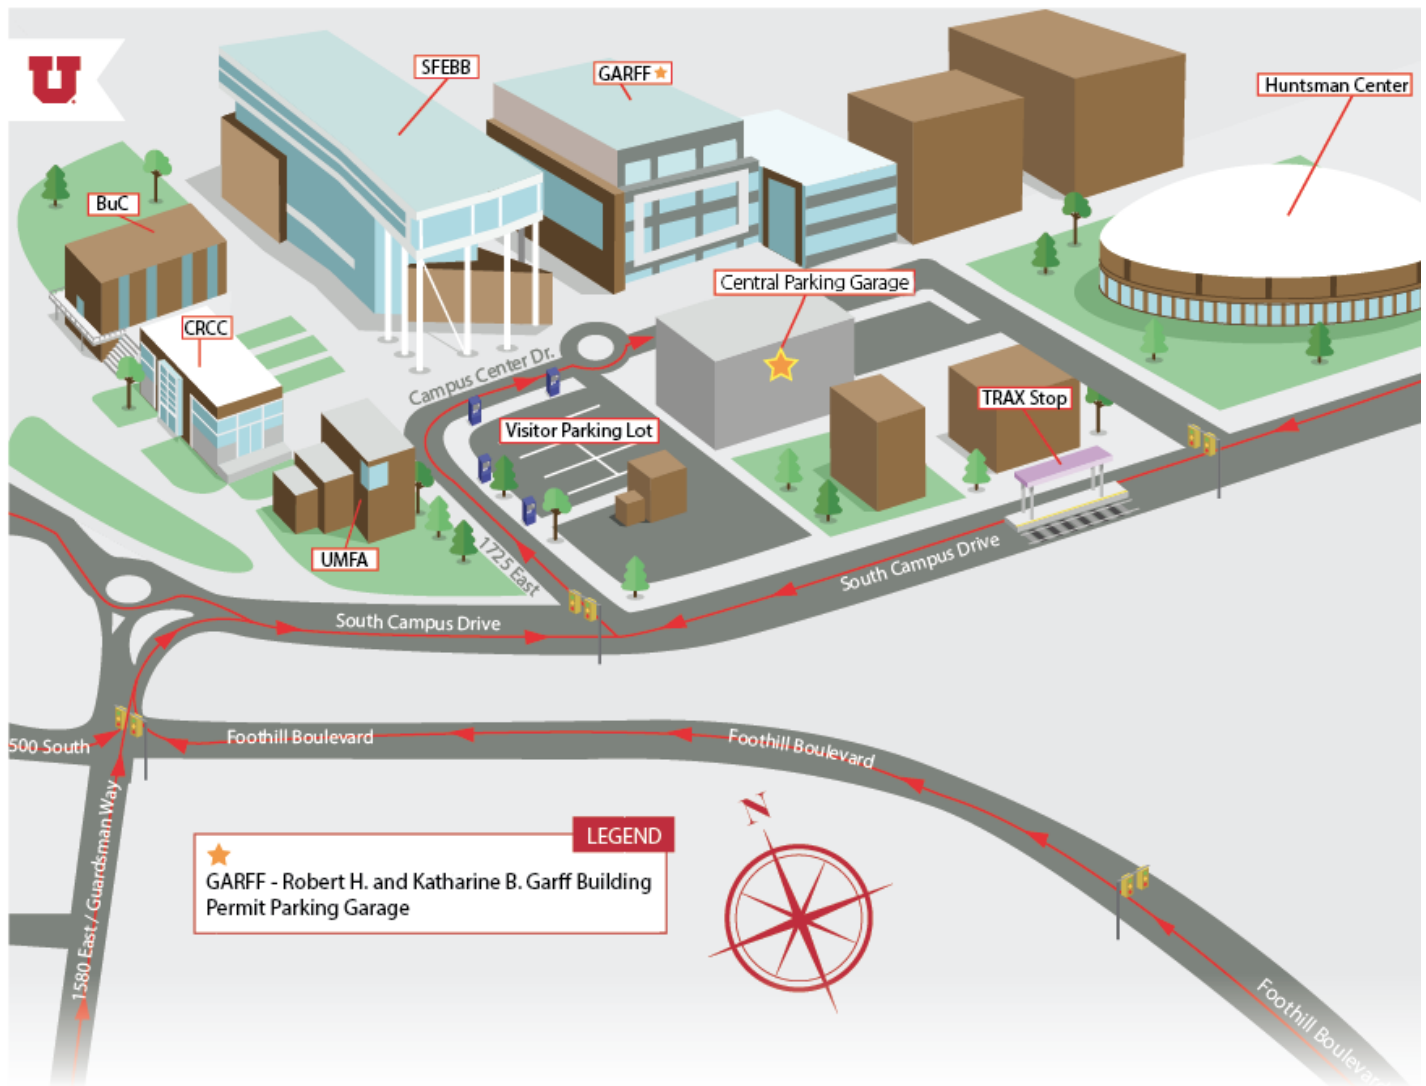 U
SFEBB
GARFF
Huntsman Center
BuC
Central Parking Garage
CRCC
Campus Center Dr.
TRAX Stop
Visitor Parking Lot
UMFA
1725 East
South Campus Drive
South Campus Drive
500 South
Foothill Boulevard
Foothill Boulevard
N
LEGEND
GARFF - Robert H. and Katharine B. Garff Building
Permit Parking Garage
1580 East / Guardsman Way
Foothill Boulevard